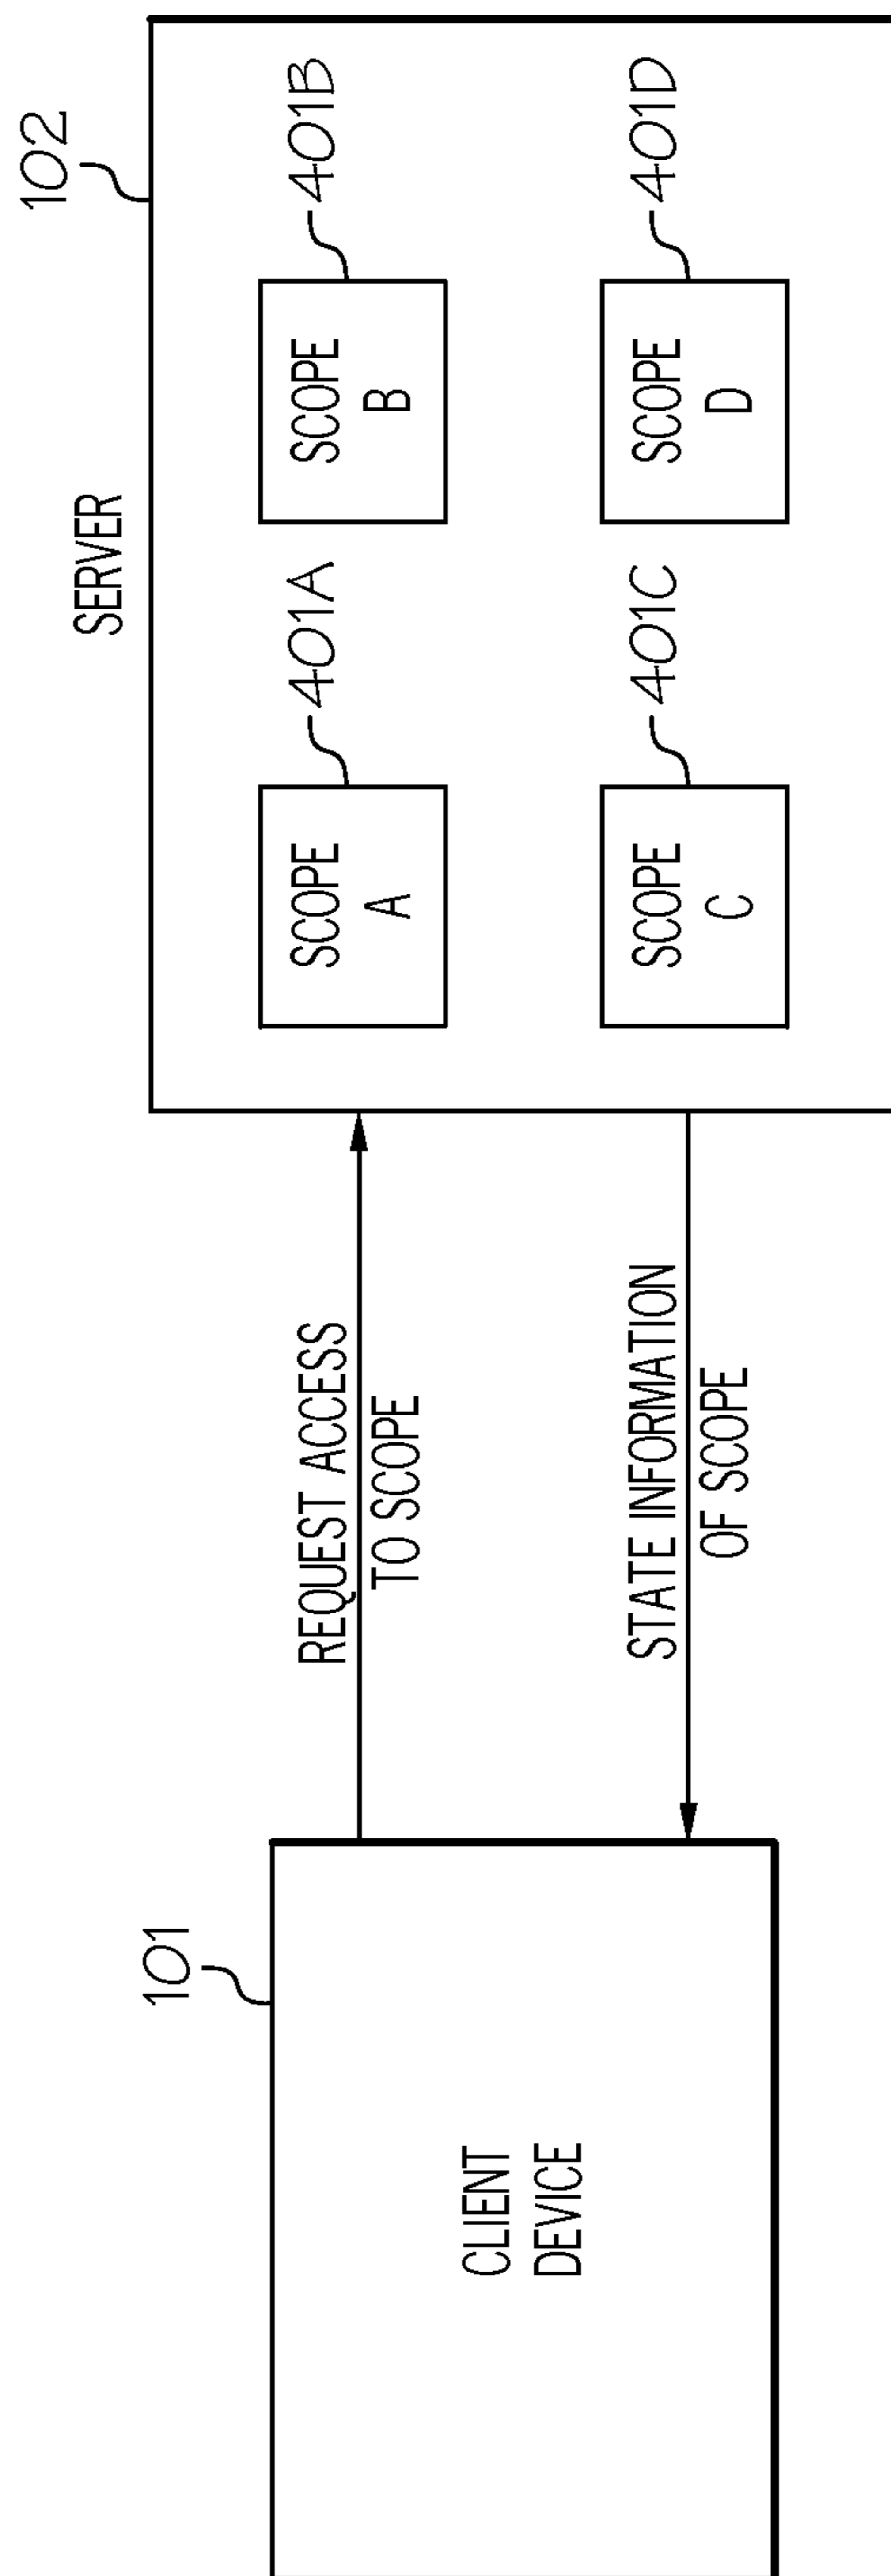 SERVER
102
SCOPE
A
401A
SCOPE
B
401B
REQUEST ACCESS
TO SCOPE
101
CLIENT
DEVICE
STATE INFORMATION
OF SCOPE
SCOPE
C
401C
SCOPE
D
401D